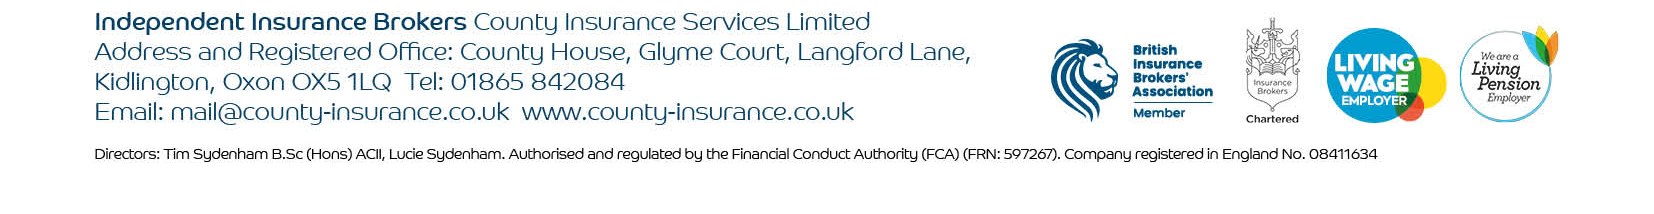 Independent Insurance Brokers County Insurance Services Limited
Address and Registered Office: County House, Glyme Court, Langford Lane,
Kidlington, Oxon OX5 1LQ  Tel: 01865 842084
Email: mail@county-insurance.co.uk  www.county-insurance.co.uk
British
Insurance
Brokers'
Association
Member
Insurance
Brokers
Chartered
LIVING
WAGE
EMPLOYER
We are a
Living
Pension
Employer
Directors: Tim Sydenham B.Sc (Hons) ACII, Lucie Sydenham. Authorised and regulated by the Financial Conduct Authority (FCA) (FRN: 597267). Company registered in England No. 08411634